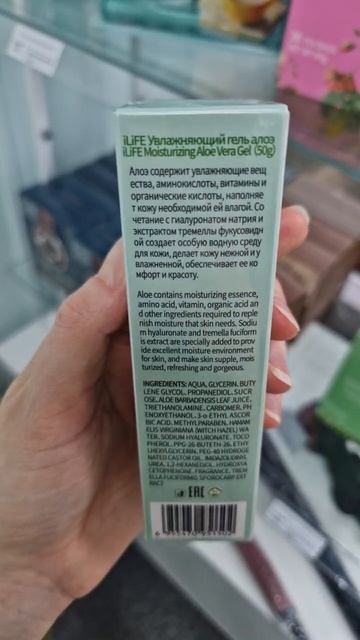 iLiFE Увлажняющий гель алоэ
iLiFE Moisturizing Aloe Vera Gel (50g)
Алоэ содержит увлажняющие вещ
ества, аминокислоты, витамины и
органические кислоты, наполняе
т кожу необходимой ей влагой. Со
четание с гиалуронатом натрия и
экстрактом тремеллы фукусовидн
ой создает особую водную среду
для кожи, делает кожу нежной и у
влажненной, обеспечивает ее ко
мфорт и красоту.
Aloe contains moisturizing essence,
amino acid, vitamin, organic acid an
d other ingredients required to reple
nish moisture that skin needs. Sodiu
m hyaluronate and tremella fuciform
is extract are specially added to prov
ide excellent moisture environment
for skin, and make skin supple, mois
turized, refreshing and gorgeous.
INGREDIENTS: AQUA, GLYCERIN, BUTY
LENE GLYCOL, PROPANEDIOL, SUCR
OSE, ALOE BARBADENSIS LEAF JUICE,
TRIETHANOLAMINE, CARBOMER, PH
ENOXYETHANOL, 3-o-ETHYL ASCOR
BIC ACID, METHYLPARABEN, HAMAM
ELIS VIRGINIANA (WITCH HAZEL) WA
TER, SODIUM HYALURONATE, TOCO
PHEROL, PPG-26-BUTETH-26, ETHY
LHEXYLGLYCERIN, PEG-40 HYDROGE
NATED CASTOR OIL, IMIDAZOLIDINYL
UREA, 1,2-HEXANEDIOL, HYDROXYA
CETOPHENONE, FRAGRANCE, TREM
ELLA FUCIFORMIS SPOROCARP EXT
RACT
EAC